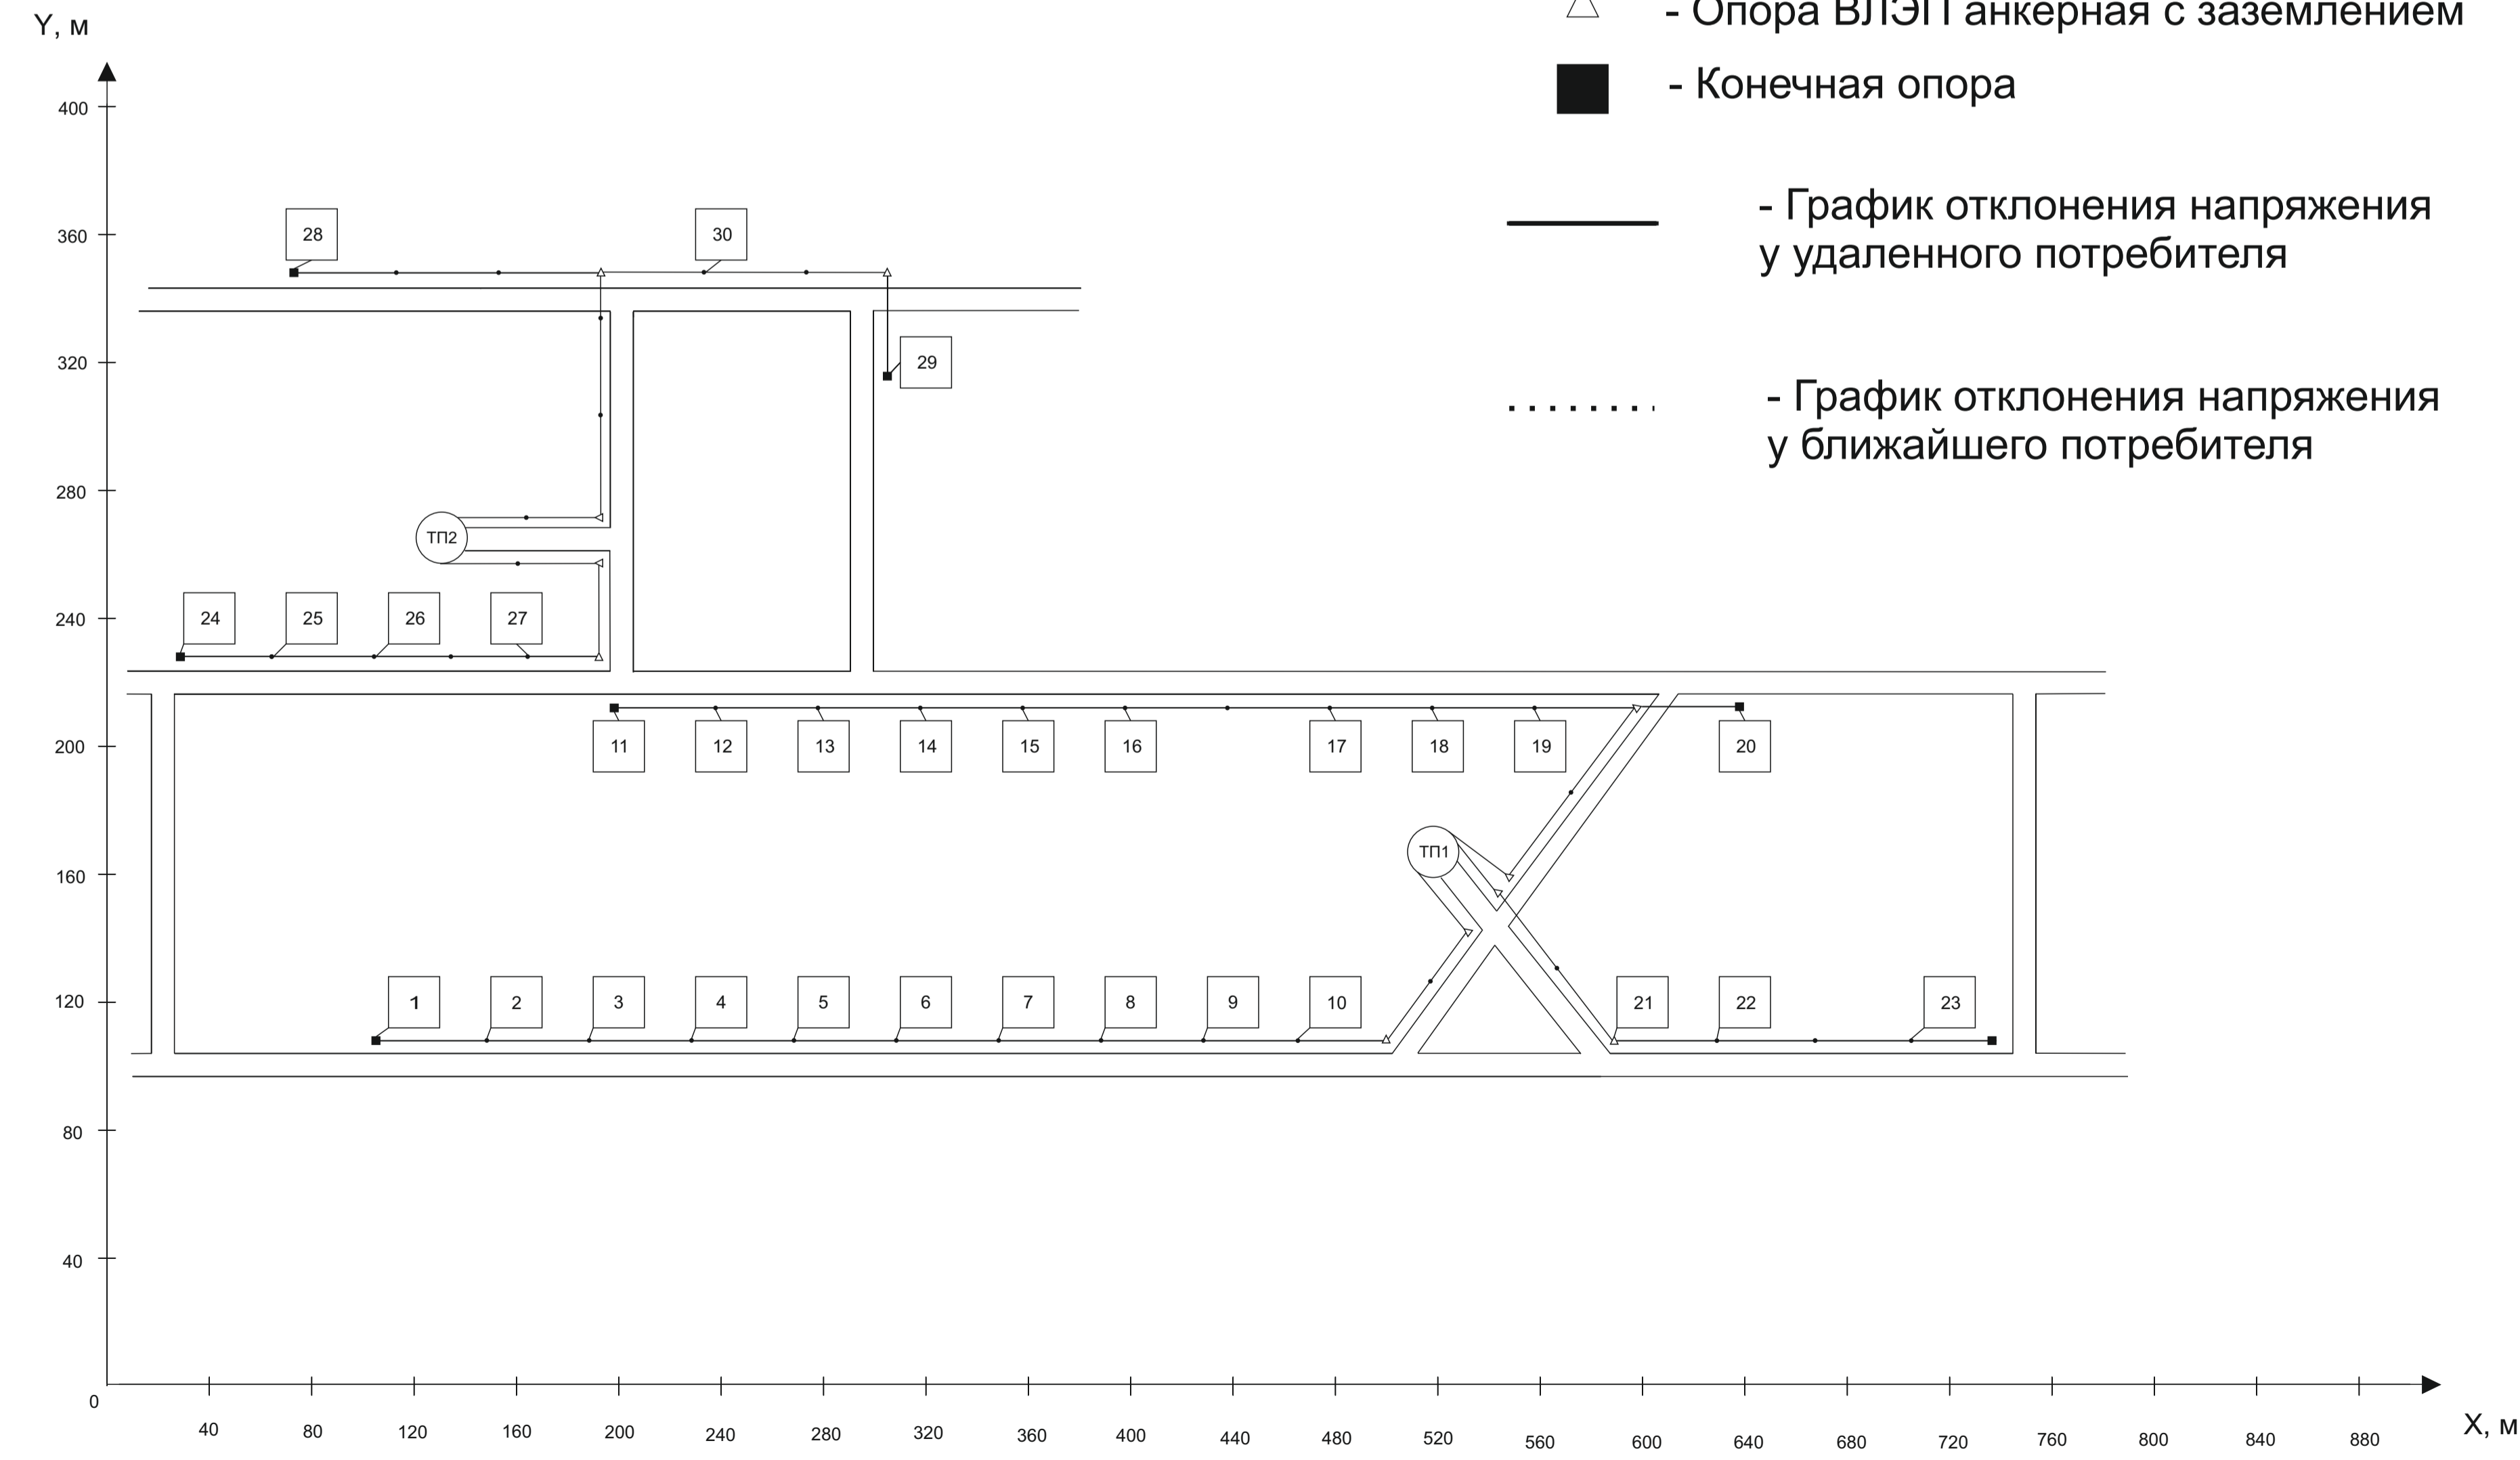 Y, м
- Опора ВЛЭП анкерная с заземлением
- Конечная опора
- График отклонения напряжения
у удаленного потребителя
- График отклонения напряжения
у ближайшего потребителя
400
360
320
280
240
200
160
120
80
40
0
28
30
29
ТП2
24 25 26 27
11 12 13 14 15 16 17 18 19 20
ТП1
1 2 3 4 5 6 7 8 9 10 21 22 23
40 80 120 160 200 240 280 320 360 400 440 480 520 560 600 640 680 720 760 800 840 880
X, м